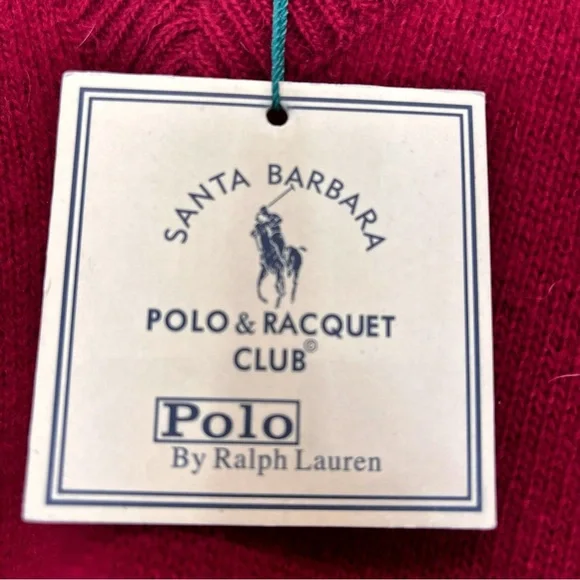 SANTA BARBARA
POLO & RACQUET
CLUB©
Polo
By Ralph Lauren